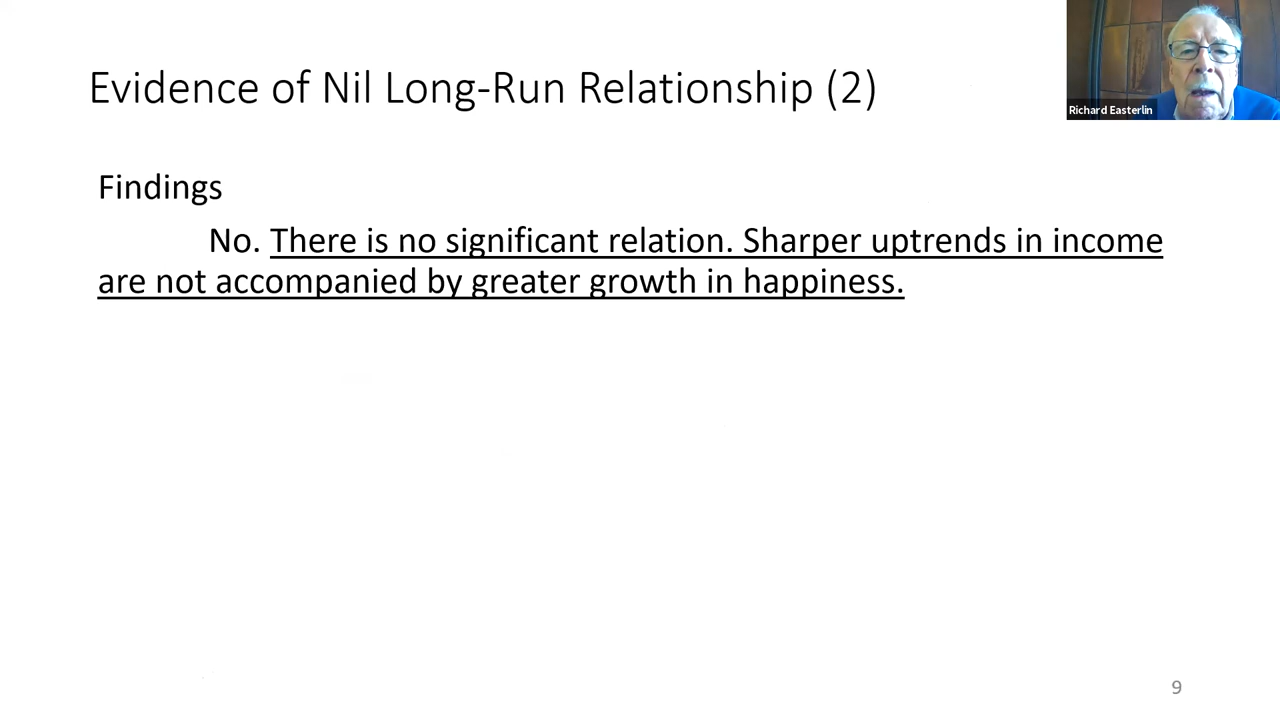 Evidence of Nil Long-Run Relationship (2)
Richard Easterlin
Findings
No. There is no significant relation. Sharper uptrends in income
are not accompanied by greater growth in happiness.
9